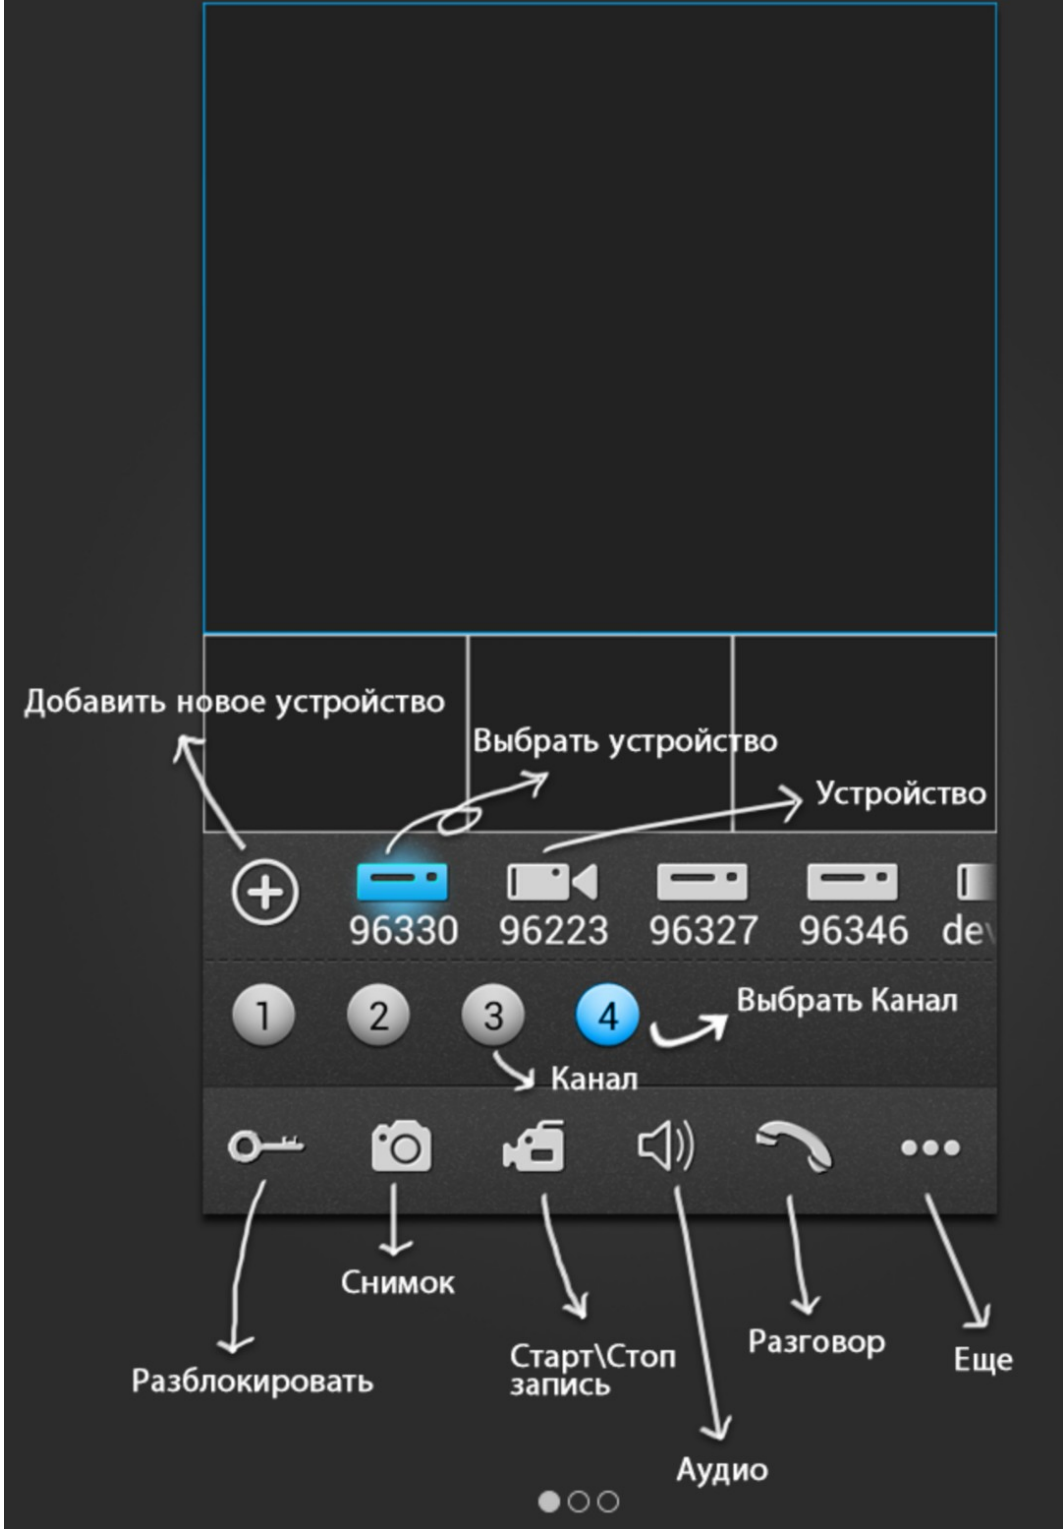 Добавить новое устройство
Выбрать устройство
Устройство
96330 96223 96327 96346 dev
1 2 3 4
Выбрать Канал
Канал
Снимок
Разблокировать
Старт\Стоп
запись
Разговор
Еще
Аудио